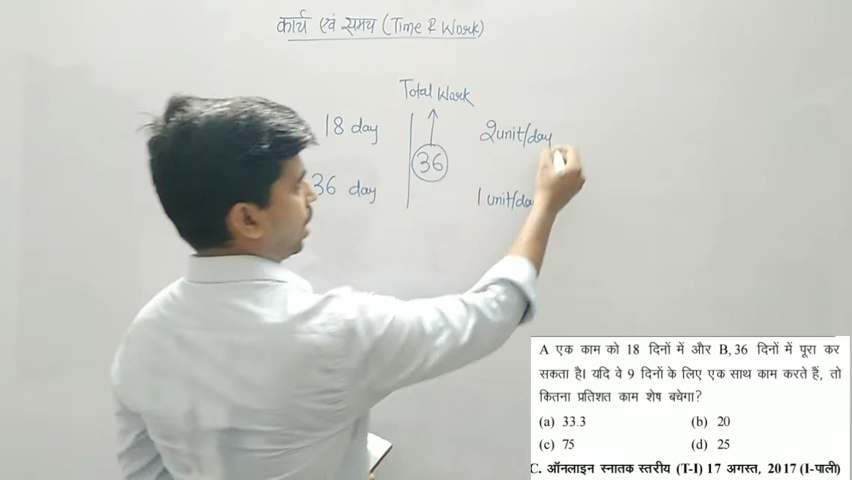 कार्य एवं समय (Time & Work)
Total Work
18 day 2unit/day
36
36 day 1 unit/da
A एक काम को 18 दिनों में और B, 36 दिनों में पूरा कर
सकता है। यदि वे 9 दिनों के लिए एक साथ काम करते हैं, तो
कितना प्रतिशत काम शेष बचेगा?
(a) 33.3 (b) 20
(c) 75 (d) 25
C. ऑनलाइन स्नातक स्तरीय (T-I) 17 अगस्त, 2017 (I-पाली)